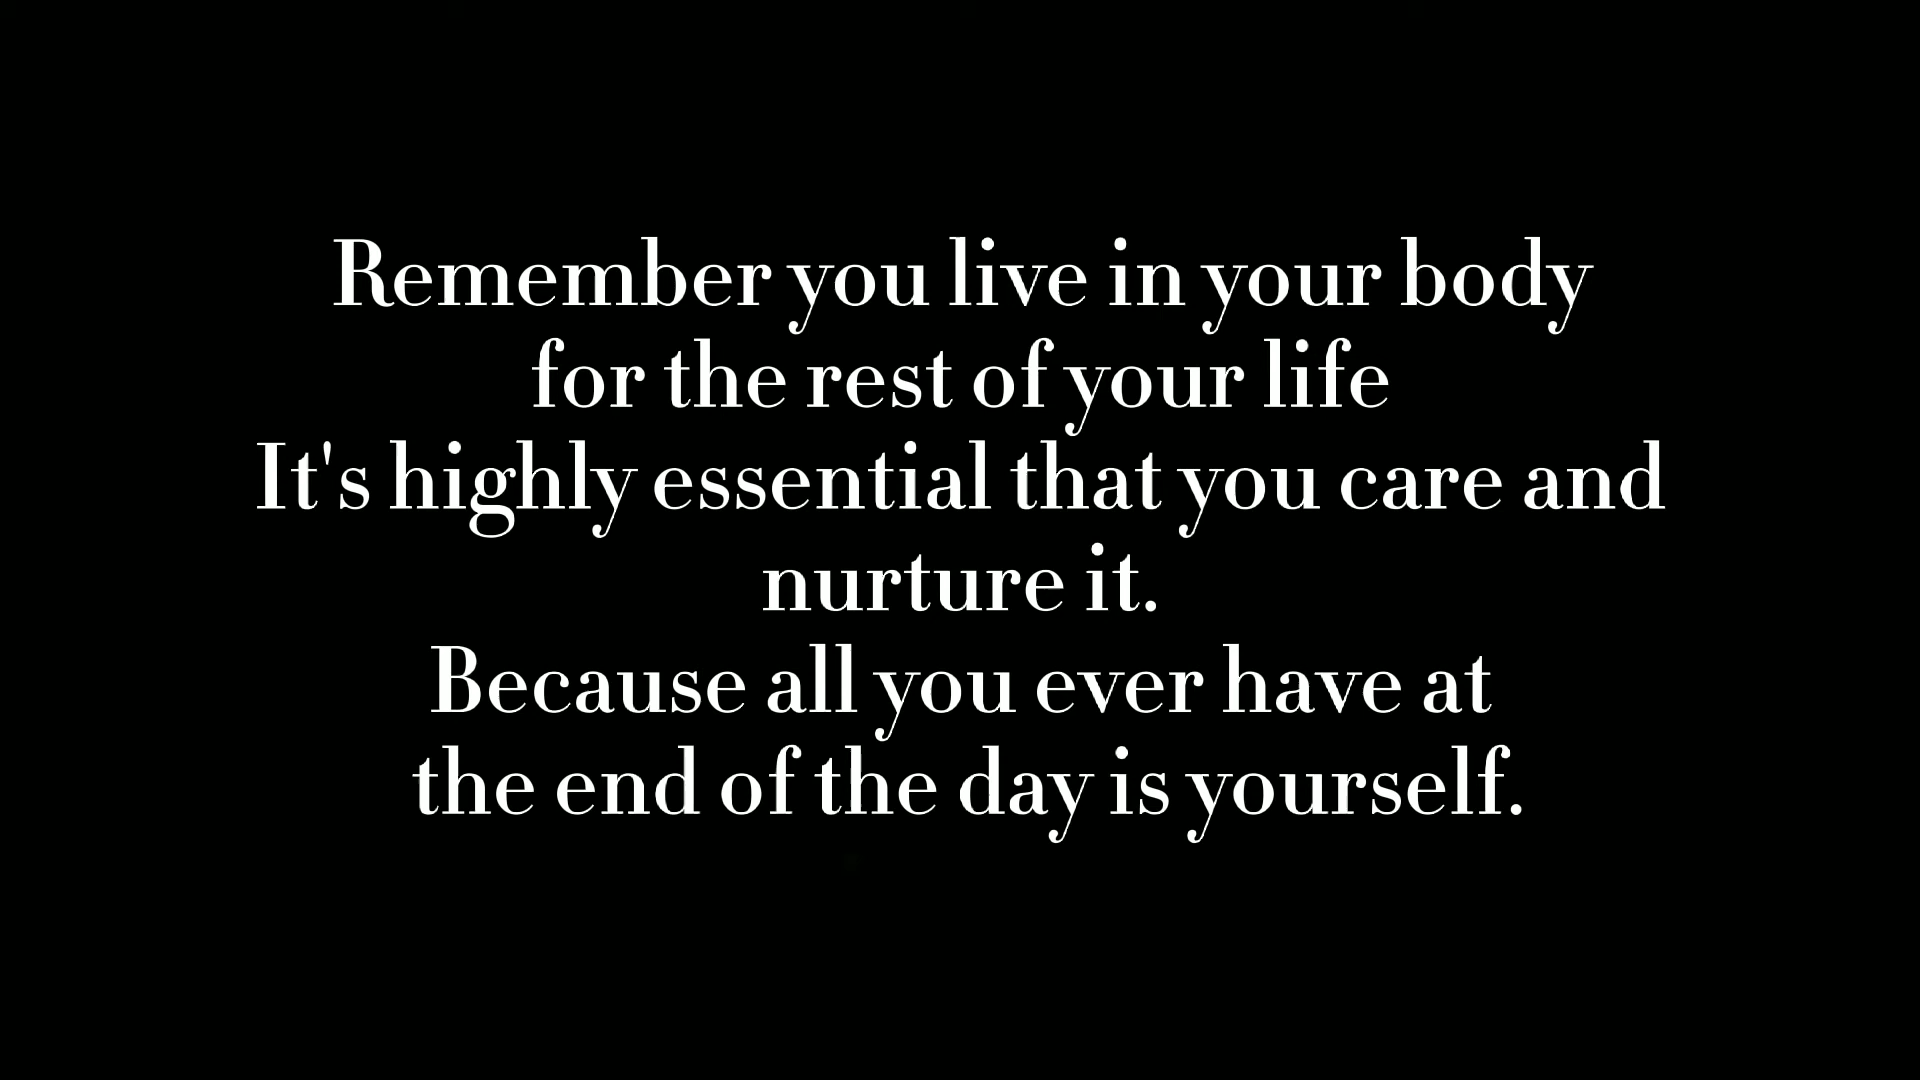 Remember you live in your body
for the rest of your life
It's highly essential that you care and
nurture it.
Because all you ever have at
the end of the day is yourself.